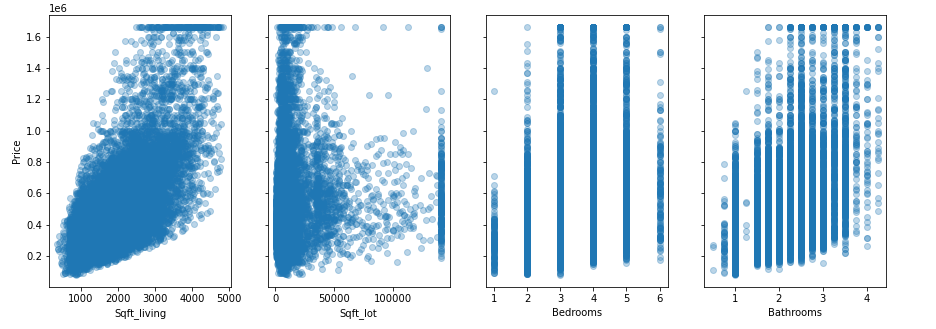 1e6
1.6
1.4
1.2
1.0
0.8
0.6
0.4
0.2
Price
1000 2000 3000 4000 5000
Sqft_living
0 50000 100000
Sqft_lot
1 2 3 4 5 6
Bedrooms
1 2 3 4
Bathrooms